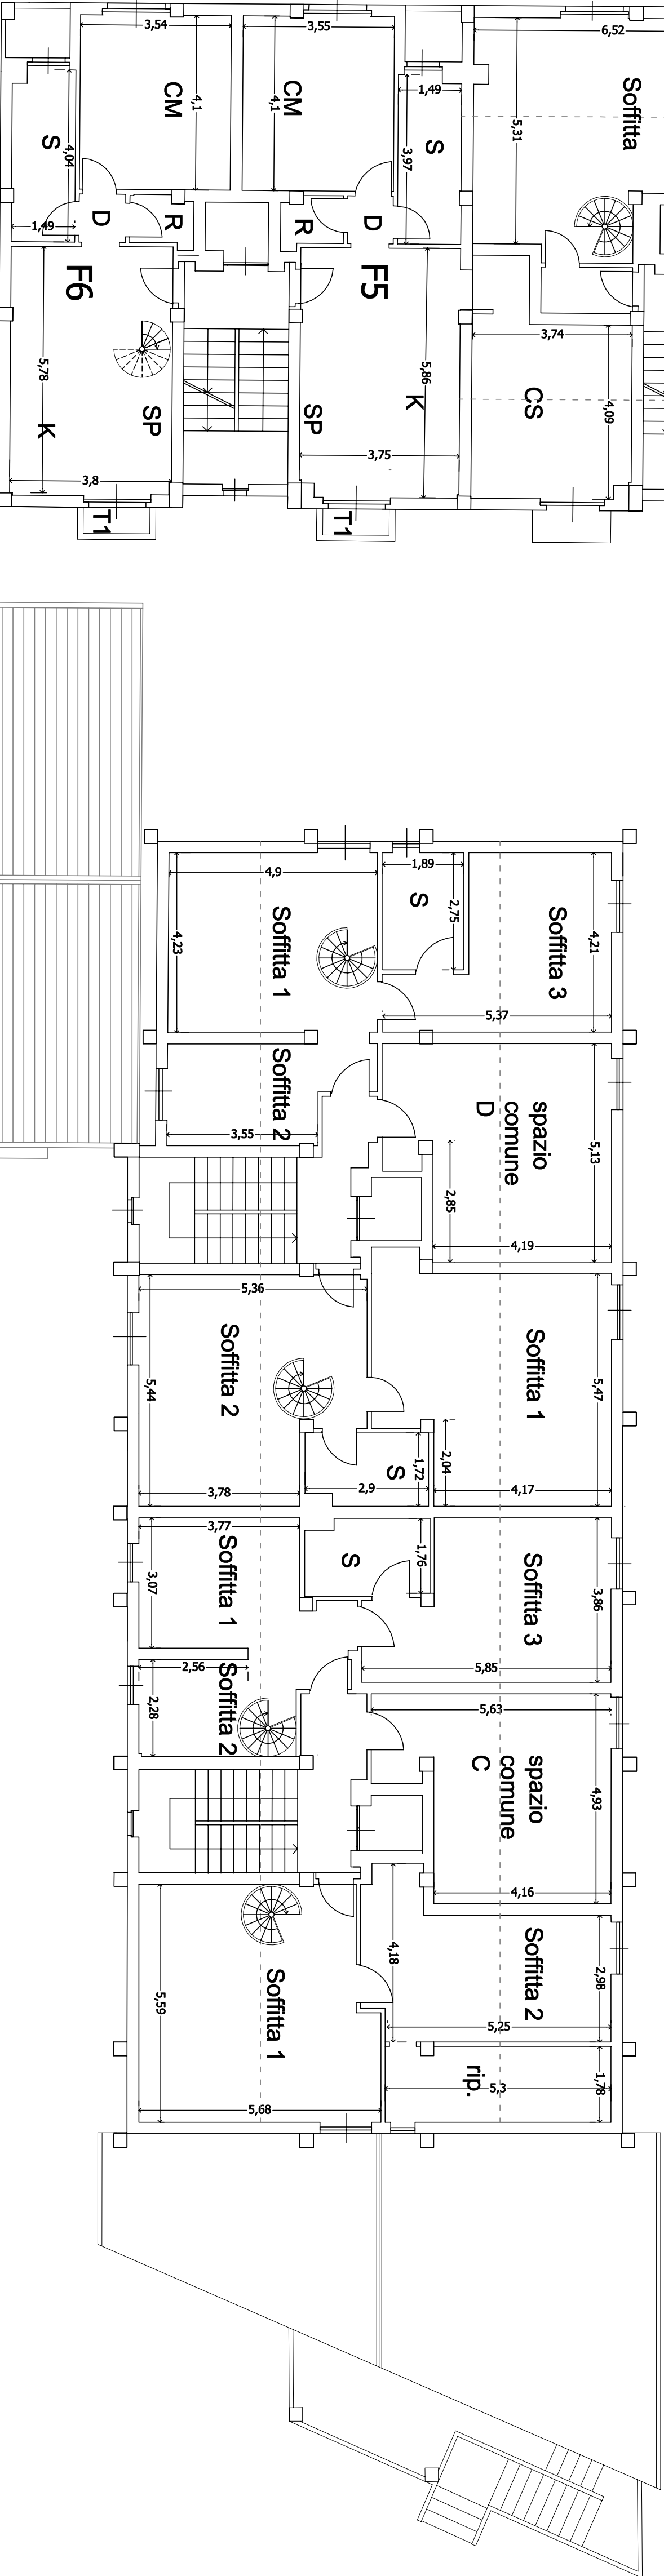 3,54
3,55
6,52
CM
4,1
CM
4,1
1,49
S
3,97
5,31
Soffitta
S
4,04
1,49
D
R
R
D
F6
F5
5,78
K
SP
3,8
T1
SP
5,86
K
3,75
T1
3,74
CS
4,09
4,9
4,23
Soffitta 1
1,89
S
2,75
Soffitta 3
4,21
5,37
Soffitta 2
3,55
spazio
comune
D
5,13
2,85
4,19
5,36
Soffitta 2
5,44
3,78
Soffitta 1
5,47
2,04
4,17
S
1,72
2,9
3,77
Soffitta 1
3,07
S
1,76
Soffitta 3
3,86
5,85
2,56
Soffitta 2
2,28
5,63
spazio
comune
C
4,93
4,16
4,18
Soffitta 2
2,98
5,25
Soffitta 1
5,59
5,68
rip.
5,3
1,78